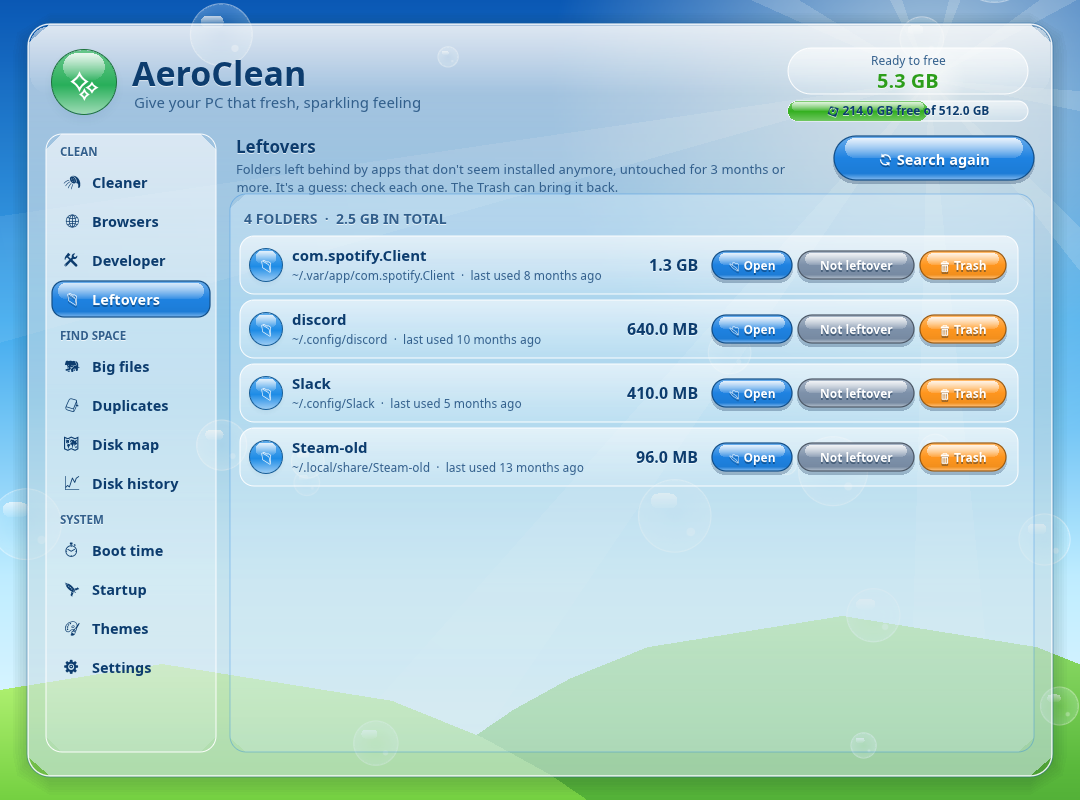 AeroClean
Give your PC that fresh, sparkling feeling
Ready to free
5.3 GB
214.0 GB free of 512.0 GB
CLEAN
Cleaner
Browsers
Developer
Leftovers
FIND SPACE
Big files
Duplicates
Disk map
Disk history
SYSTEM
Boot time
Startup
Themes
Settings
Leftovers
Folders left behind by apps that don't seem installed anymore, untouched for 3 months or
more. It's a guess: check each one. The Trash can bring it back.
Search again
4 FOLDERS · 2.5 GB IN TOTAL
com.spotify.Client
~/.var/app/com.spotify.Client · last used 8 months ago
1.3 GB Open Not leftover Trash
discord
~/.config/discord · last used 10 months ago
640.0 MB Open Not leftover Trash
Slack
~/.config/Slack · last used 5 months ago
410.0 MB Open Not leftover Trash
Steam-old
~/.local/share/Steam-old · last used 13 months ago
96.0 MB Open Not leftover Trash